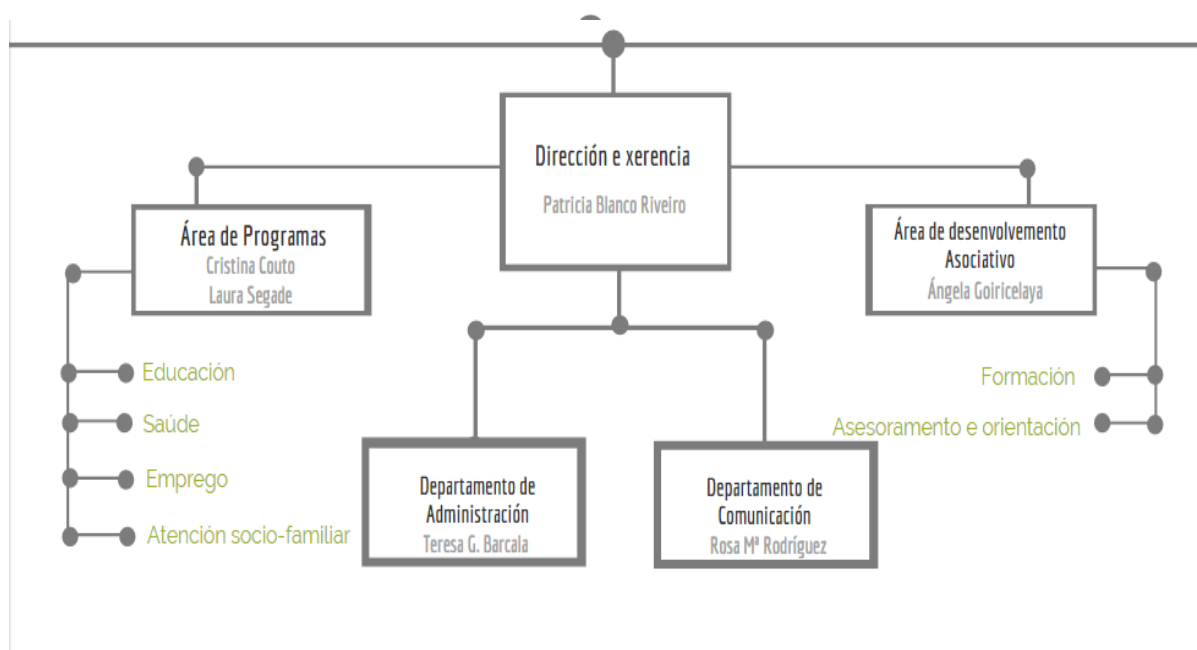 Dirección e xerencia
Patricia Blanco Riveiro
Área de Programas
Cristina Couto
Laura Segade
Educación
Saúde
Emprego
Atención socio-familiar
Departamento de
Administración
Teresa G. Barcala
Departamento de
Comunicación
Rosa Mª Rodríguez
Área de desenvolvemento
Asociativo
Ángela Goiricelaya
Formación
Asesoramento e orientación